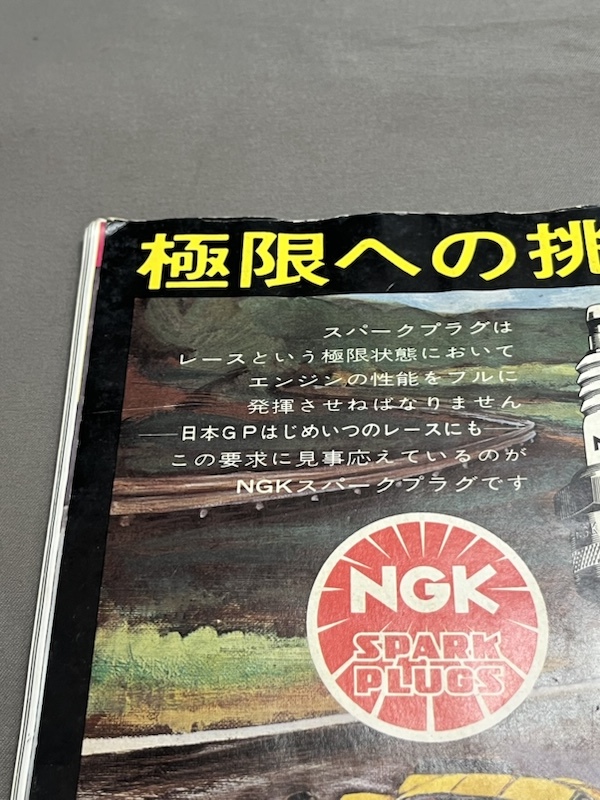 極限への挑
スパークプラグは
レースという極限状態において
エンジンの性能をフルに
発揮させねばなりません
―日本GPはじめいつのレースにも―
この要求に見事応えているのが
NGKスパークプラグです
NGK
SPARK
PLUGS